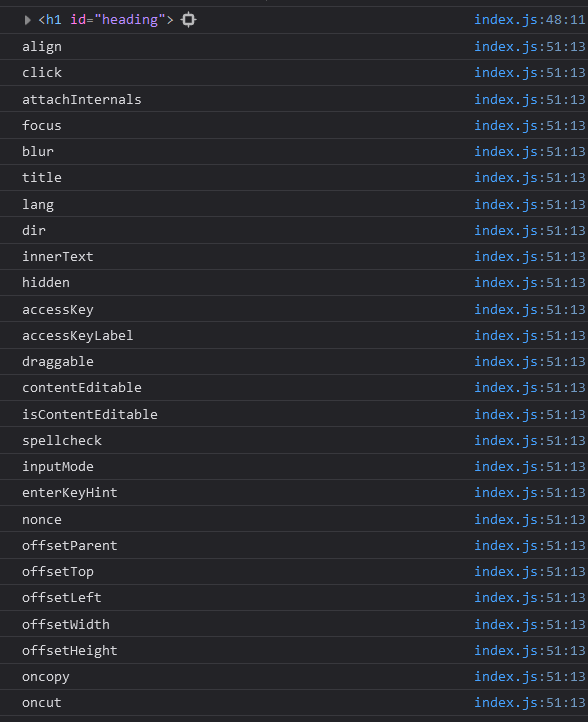 <h1 id="heading"> index.js:48:11
align index.js:51:13
click index.js:51:13
attachInternals index.js:51:13
focus index.js:51:13
blur index.js:51:13
title index.js:51:13
lang index.js:51:13
dir index.js:51:13
innerText index.js:51:13
hidden index.js:51:13
accessKey index.js:51:13
accessKeyLabel index.js:51:13
draggable index.js:51:13
contentEditable index.js:51:13
isContentEditable index.js:51:13
spellcheck index.js:51:13
inputMode index.js:51:13
enterKeyHint index.js:51:13
nonce index.js:51:13
offsetParent index.js:51:13
offsetTop index.js:51:13
offsetLeft index.js:51:13
offsetWidth index.js:51:13
offsetHeight index.js:51:13
oncopy index.js:51:13
oncut index.js:51:13